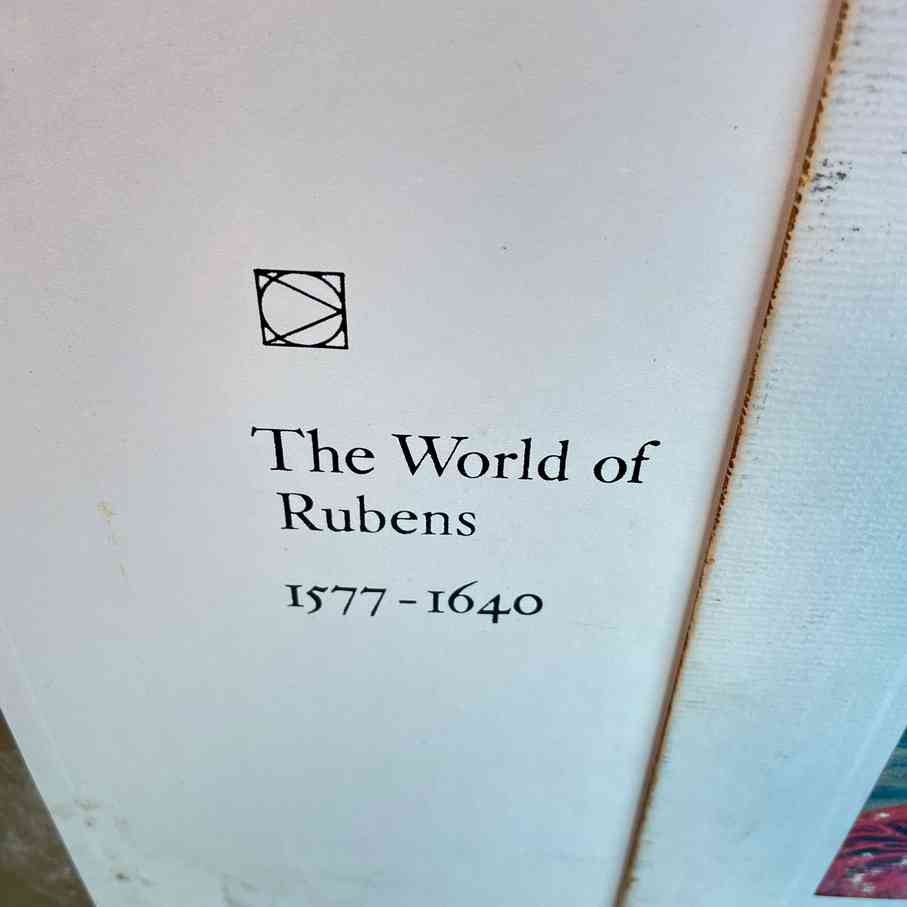 The World of
Rubens
1577-1640